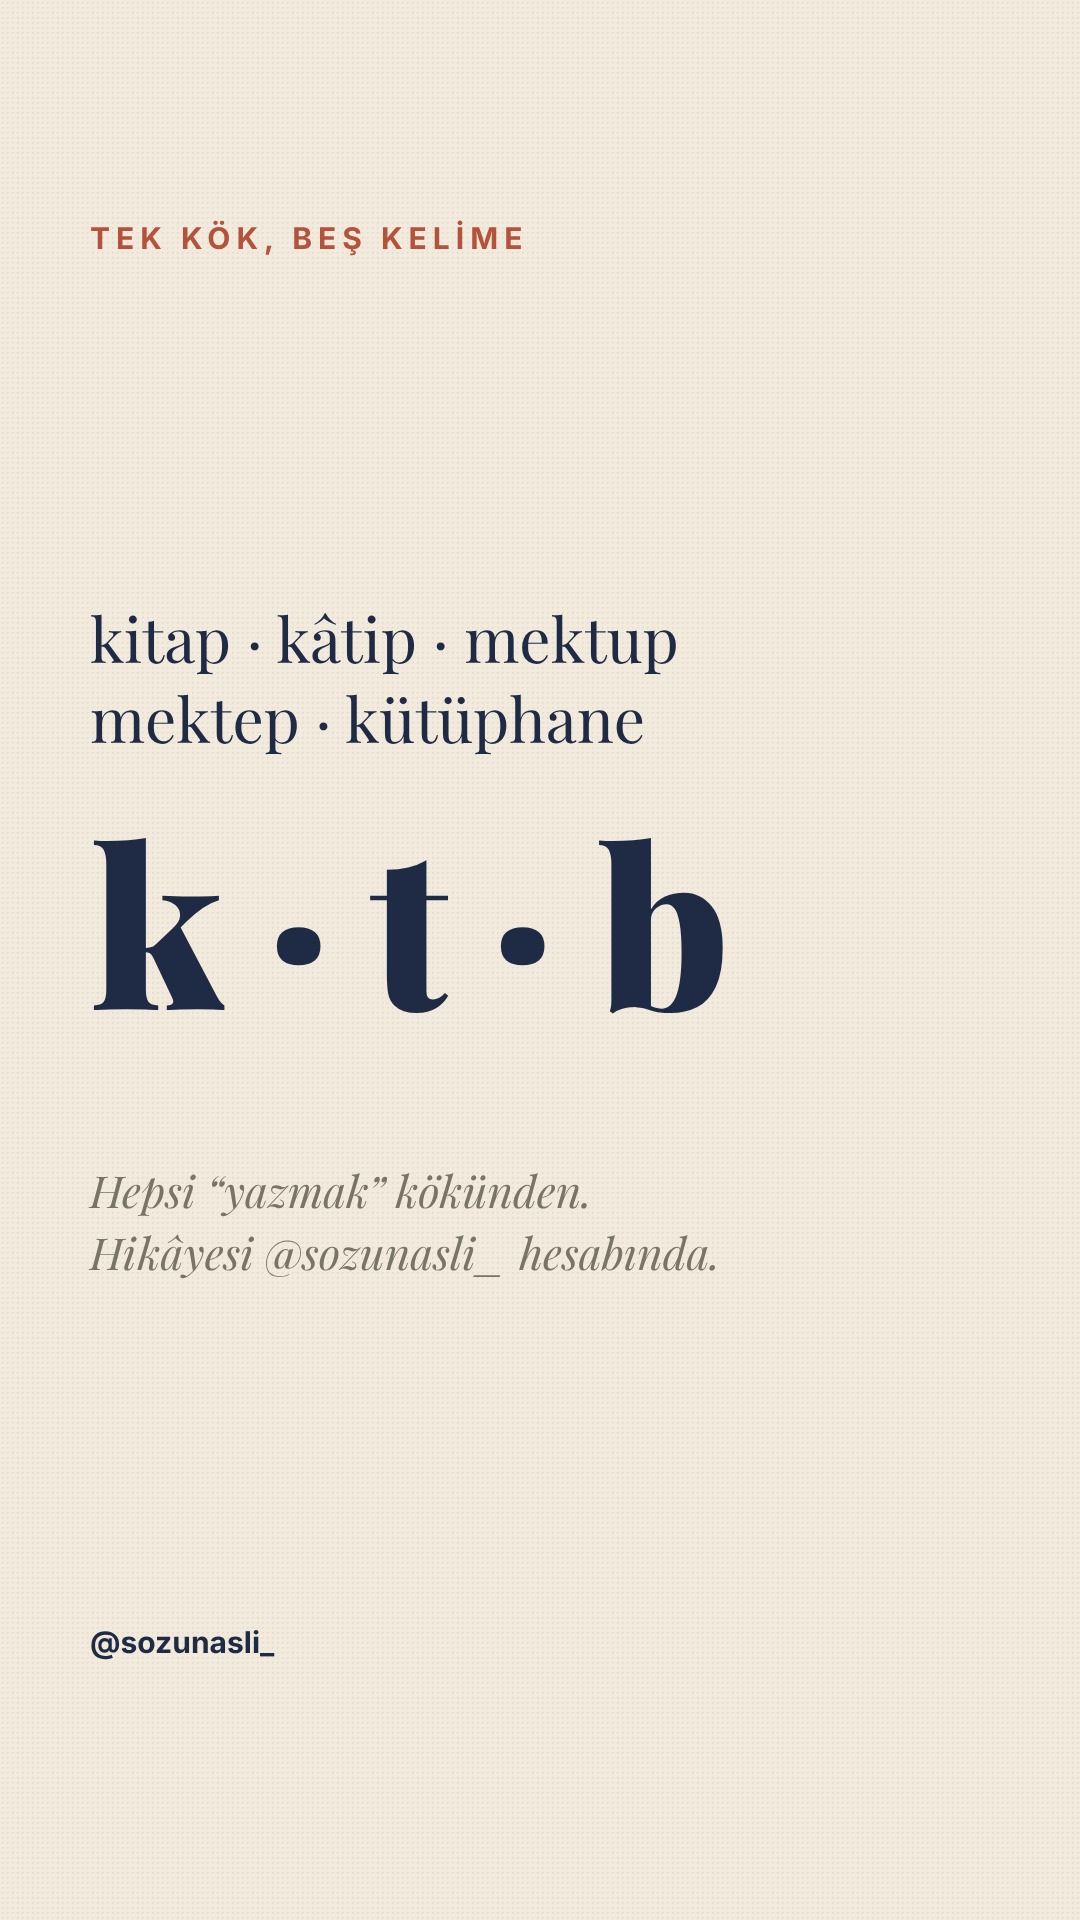 TEK KÖK, BEŞ KELİME
kitap · kâtip · mektup
mektep · kütüphane
k·t·b
Hepsi “yazmak” kökünden.
Hikâyesi @sozunasli_ hesabında.
@sozunasli_